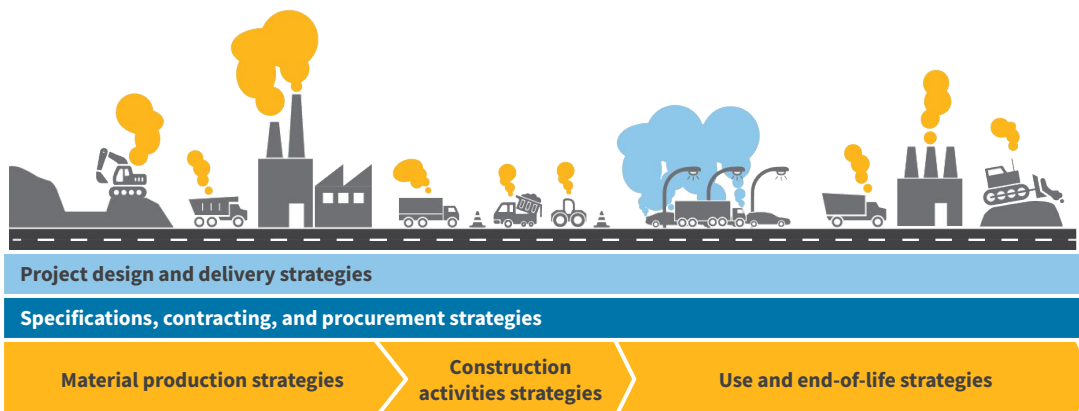 Project design and delivery strategies
Specifications, contracting, and procurement strategies
Material production strategies
Construction
activities strategies
Use and end-of-life strategies